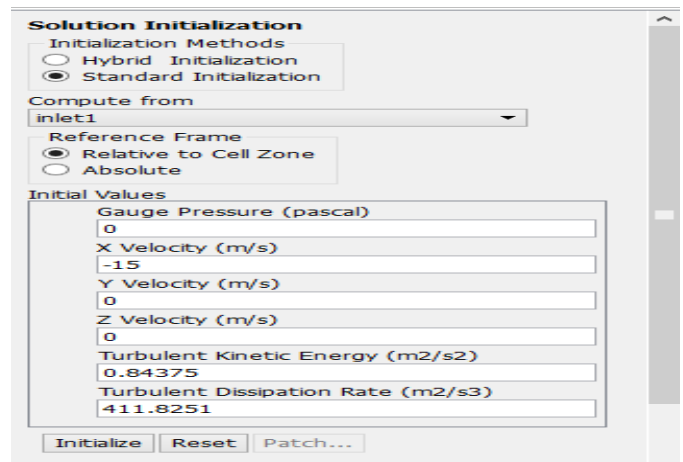 Solution Initialization
Initialization Methods
Hybrid Initialization
Standard Initialization
Compute from
inlet1
Reference Frame
Relative to Cell Zone
Absolute
Initial Values
Gauge Pressure (pascal)
0
X Velocity (m/s)
-15
Y Velocity (m/s)
0
Z Velocity (m/s)
0
Turbulent Kinetic Energy (m2/s2)
0.84375
Turbulent Dissipation Rate (m2/s3)
411.8251
Initialize Reset Patch...